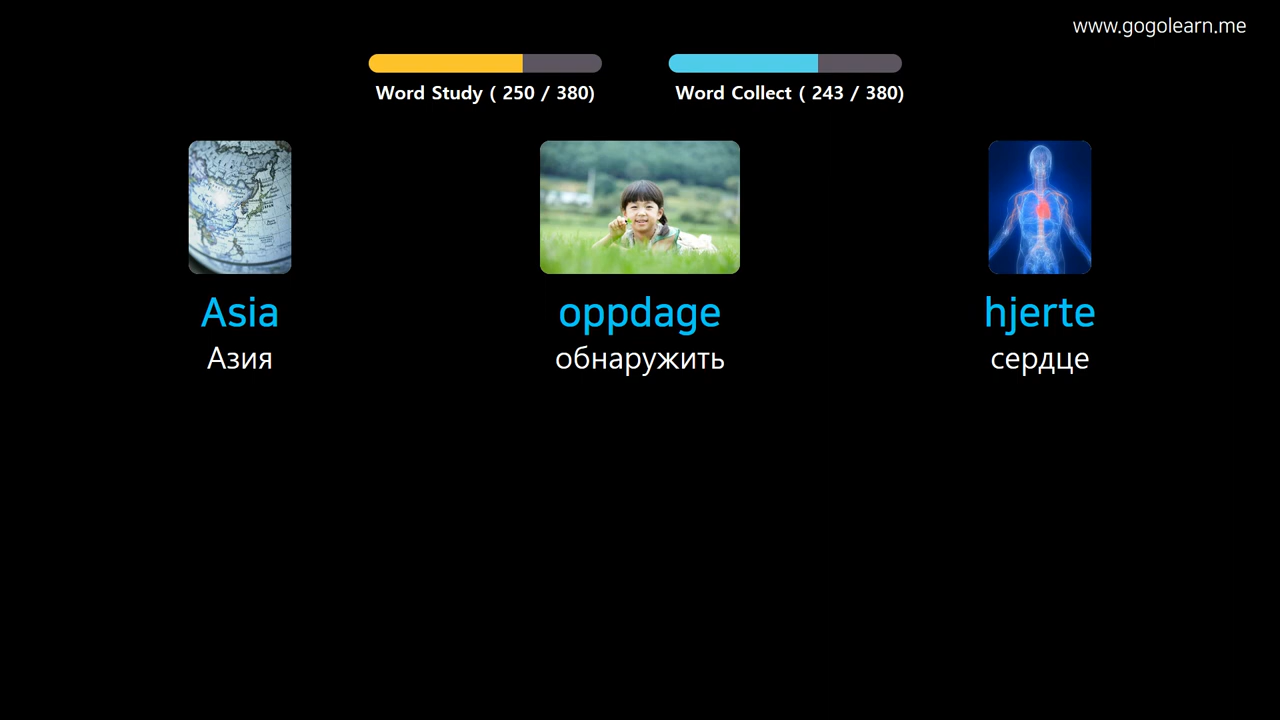 www.gogolearn.me
Word Study ( 250 / 380)
Word Collect ( 243 / 380)
Asia
oppdage
hjerte
Азия
обнаружить
сердце